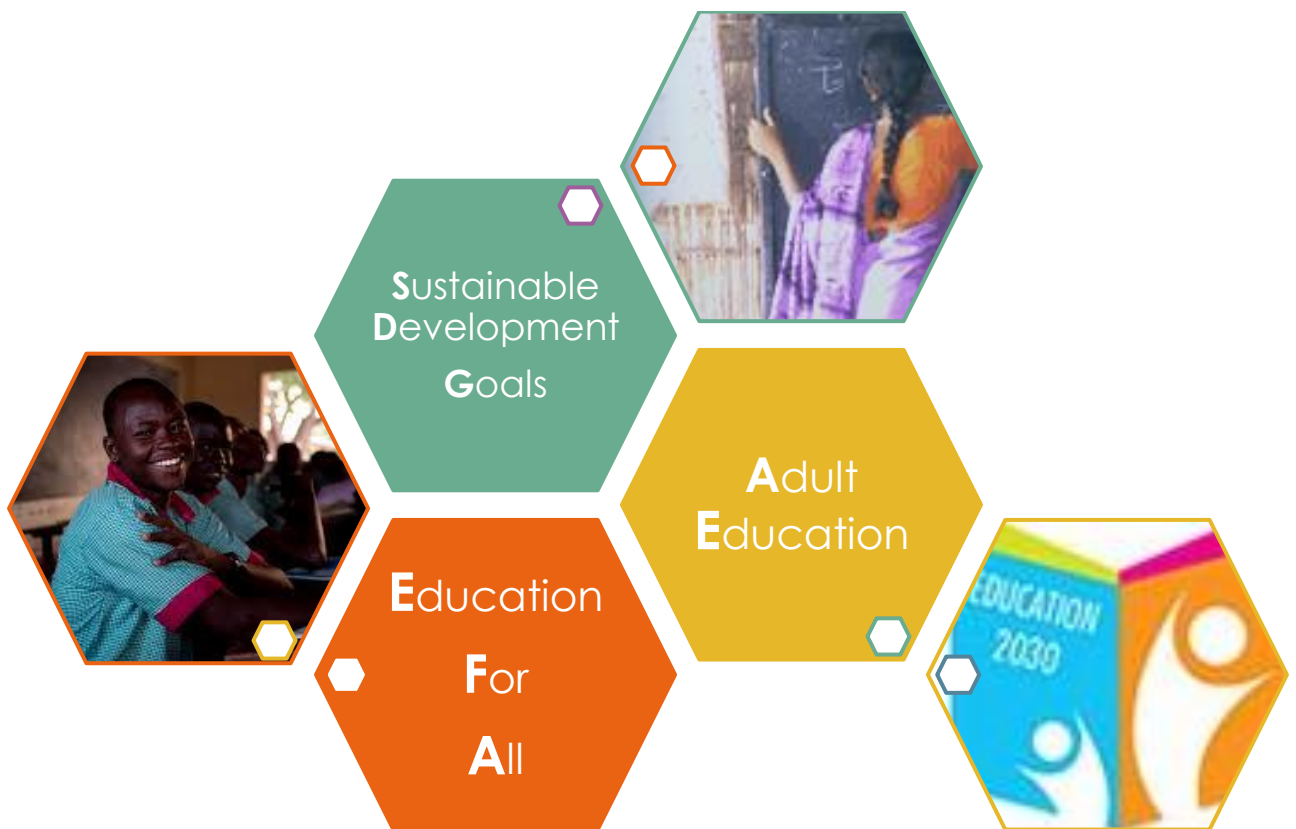 Sustainable
Development
Goals
Adult
Education
Education
For
All
EDUCATION
2030